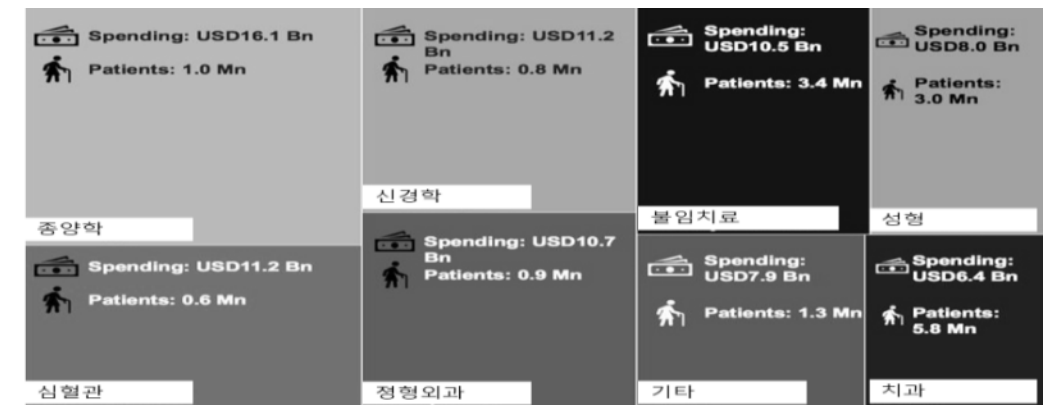 Spending: USD16.1 Bn
Patients: 1.0 Mn
종양학
Spending: USD11.2
Bn
Patients: 0.8 Mn
신경학
Spending:
USD10.5 Bn
Patients: 3.4 Mn
불임치료
Spending:
USD8.0 Bn
Patients:
3.0 Mn
성형
Spending: USD11.2 Bn
Patients: 0.6 Mn
심혈관
Spending: USD10.7
Bn
Patients: 0.9 Mn
정형외과
Spending:
USD7.9 Bn
Patients: 1.3 Mn
기타
Spending:
USD6.4 Bn
Patients:
5.8 Mn
치과